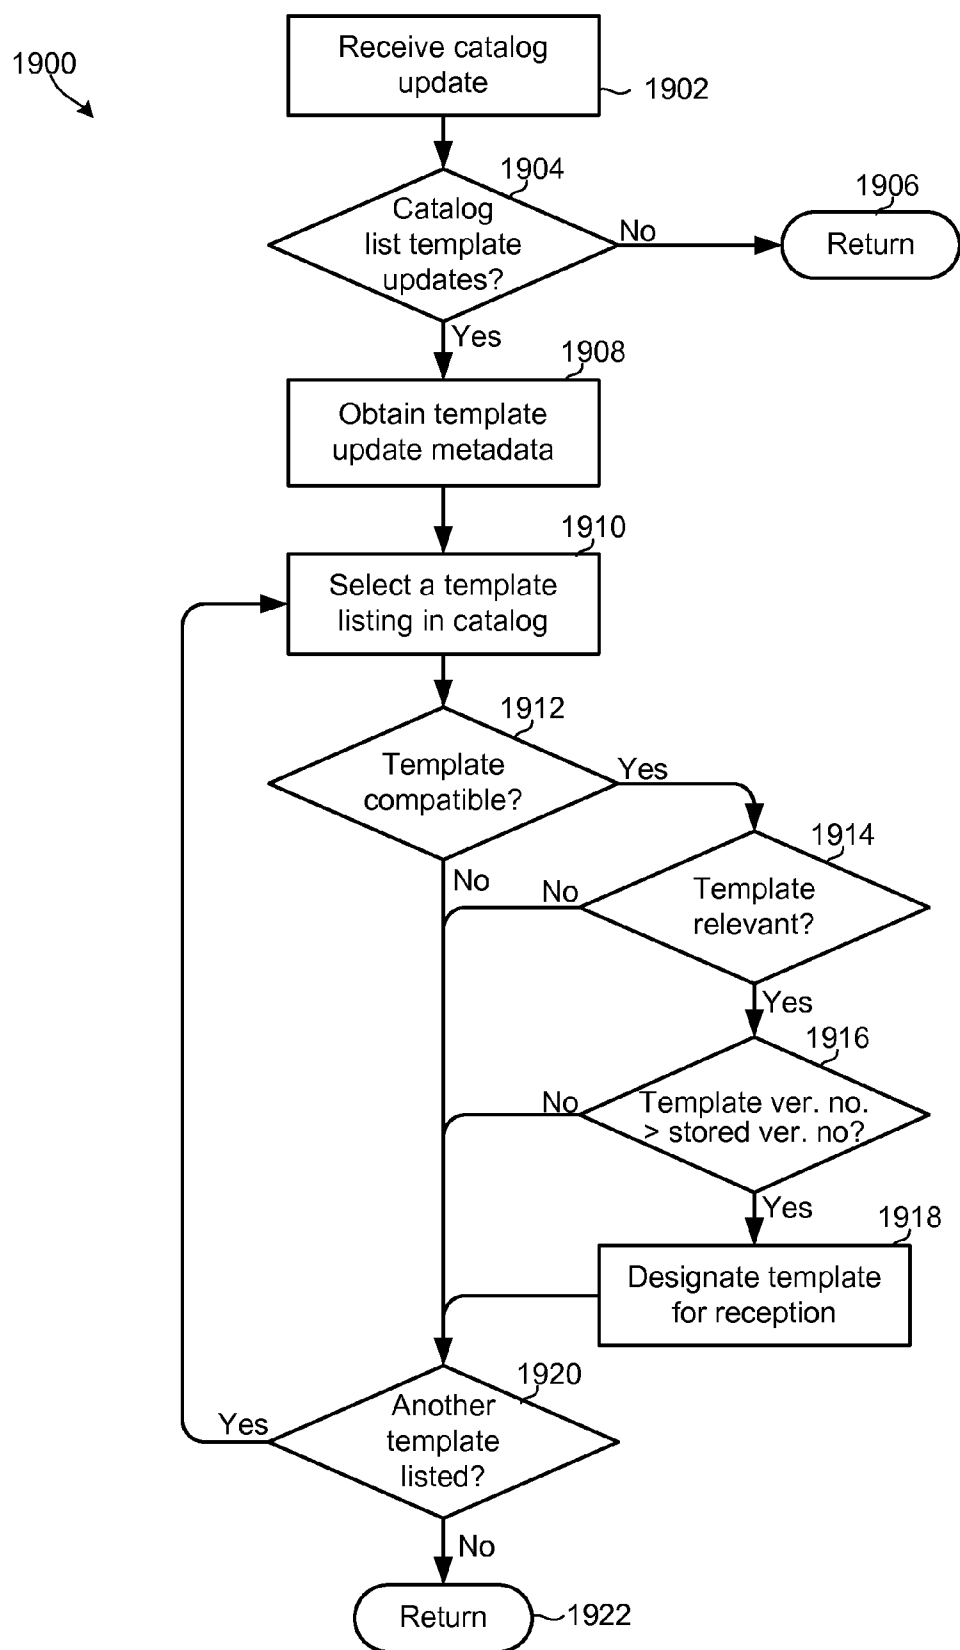 1900
Receive catalog
update
1902
1904
Catalog
list template
updates?
No
1906
Return
Yes
1908
Obtain template
update metadata
1910
Select a template
listing in catalog
1912
Template
compatible?
Yes
No
1914
Template
relevant?
No
Yes
1916
Template ver. no.
> stored ver. no?
No
Yes
1918
Designate template
for reception
1920
Another
template
listed?
Yes
No
Return
1922